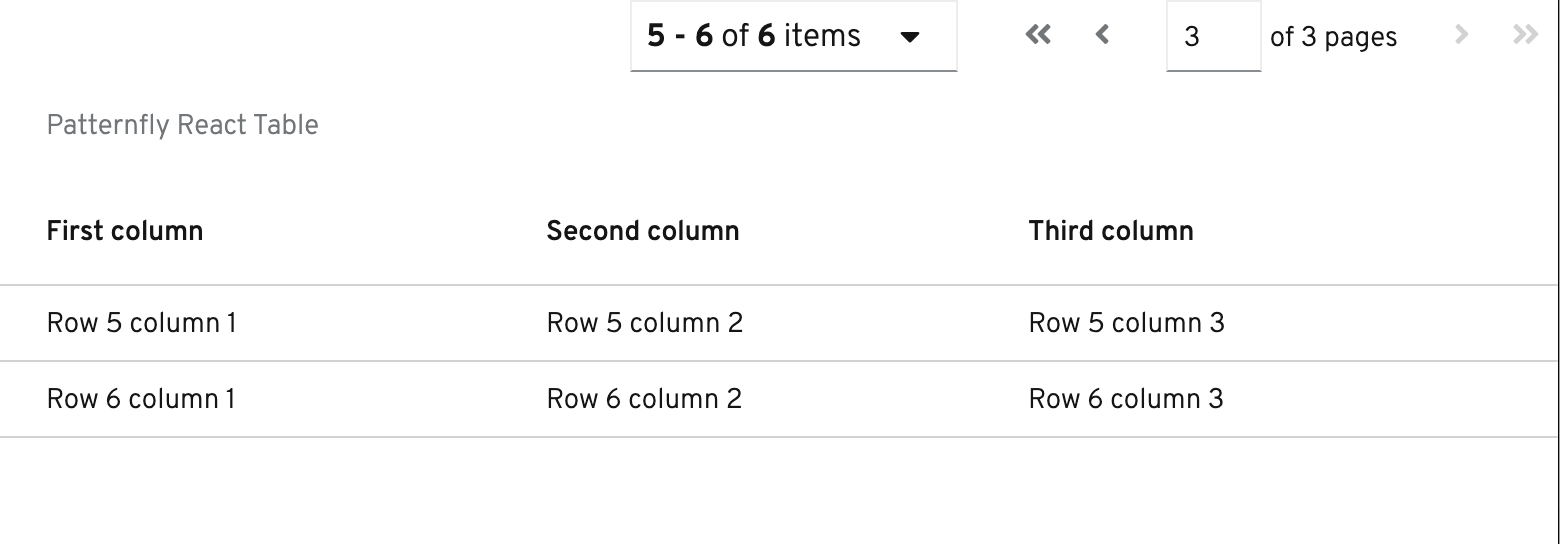 5 - 6 of 6 items 3 of 3 pages
Patternfly React Table
First column Second column Third column
Row 5 column 1 Row 5 column 2 Row 5 column 3
Row 6 column 1 Row 6 column 2 Row 6 column 3